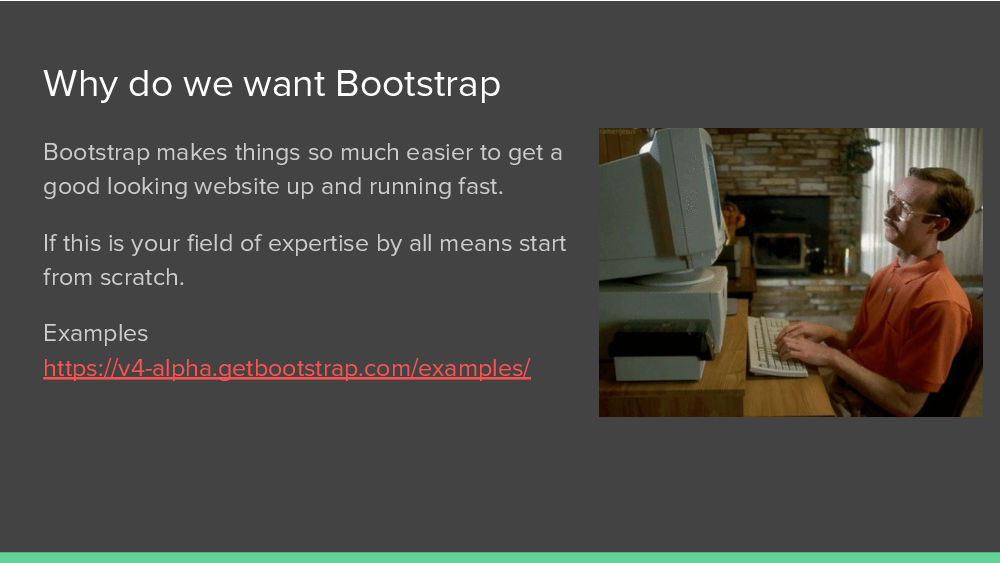 Why do we want Bootstrap
Bootstrap makes things so much easier to get a
good looking website up and running fast.
If this is your field of expertise by all means start
from scratch.
Examples
https://v4-alpha.getbootstrap.com/examples/